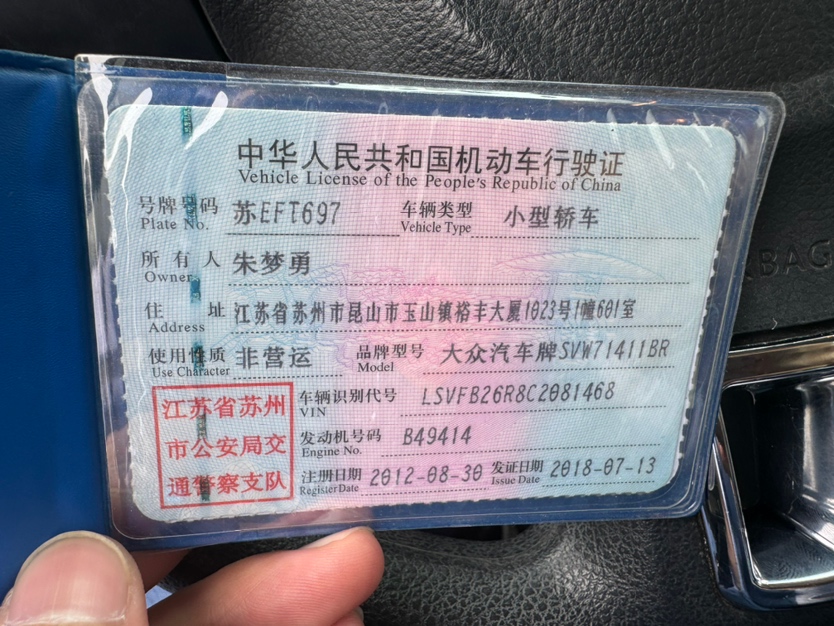 中华人民共和国机动车行驶证
Vehicle License of the People's Republic of China
号牌号码 苏EFT697 车辆类型 小型轿车
Plate No. Vehicle Type
所有人 朱梦勇
Owner
住址 江苏省苏州市昆山市玉山镇裕丰大厦1023号1幢601室
Address
使用性质 非营运 品牌型号 大众汽车牌SVW71411BR
Use Character Model
江苏省苏州
市公安局交
通警察支队
车辆识别代号 LSVFB26R8C2081468
VIN
发动机号码 B49414
Engine No.
注册日期 2012-08-30 发证日期 2018-07-13
Register Date Issue Date
BAG